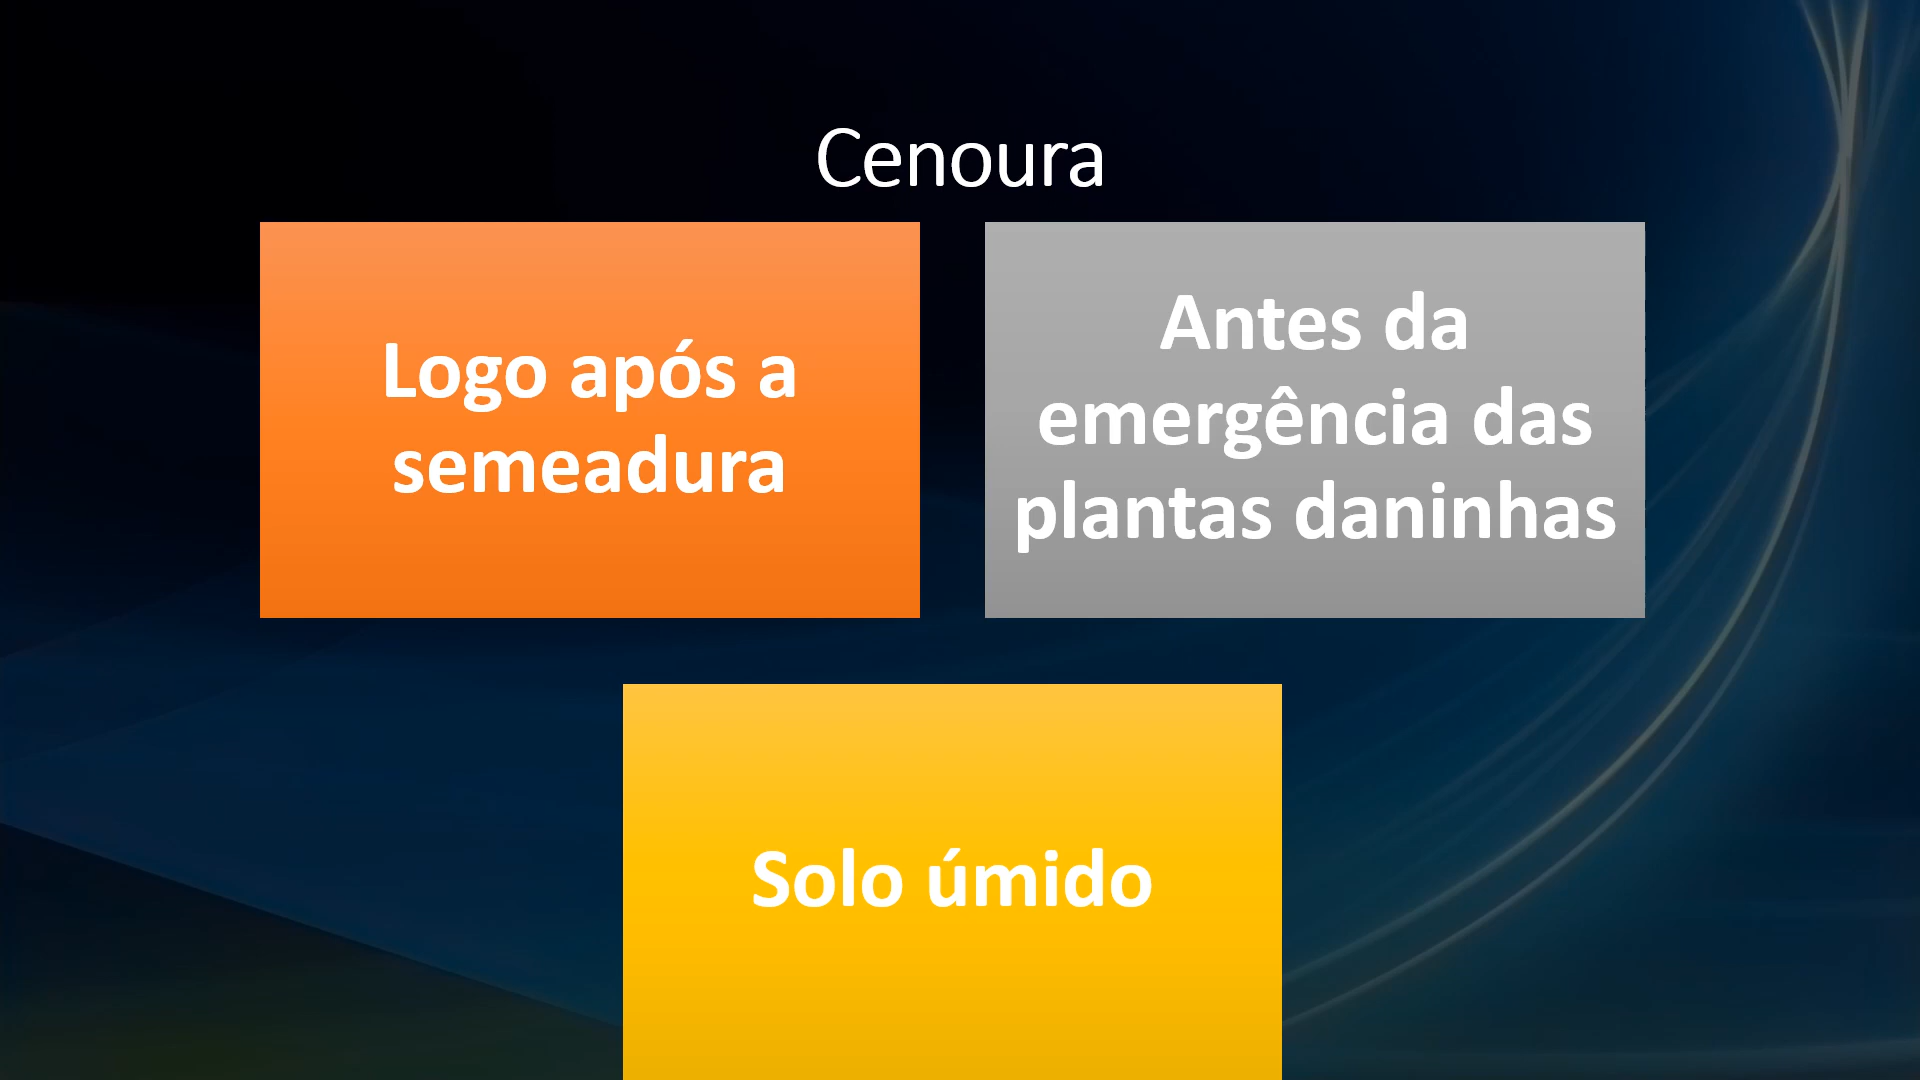 Cenoura
Logo após a
semeadura
Antes da
emergência das
plantas daninhas
Solo úmido